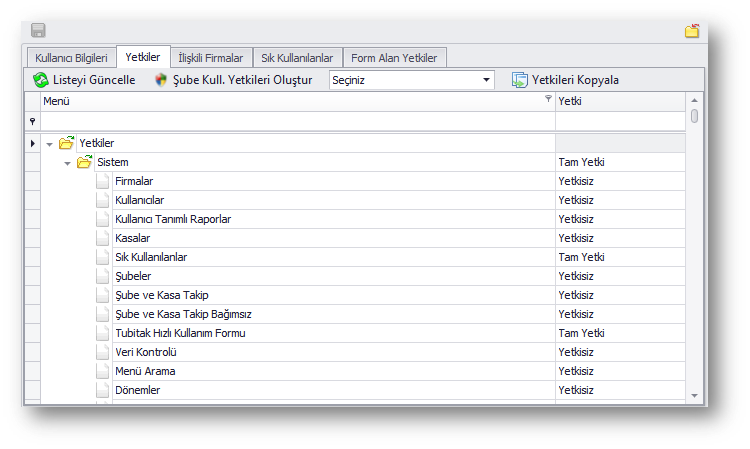 Kullanıcı Bilgileri Yetkiler İlişkili Firmalar Sık Kullanılanlar Form Alan Yetkiler
Listeyi Güncelle Şube Kull. Yetkileri Oluştur Seçiniz Yetkileri Kopyala
Menü Yetki
Yetkiler
Sistem Tam Yetki
Firmalar Yetkisiz
Kullanıcılar Yetkisiz
Kullanıcı Tanımlı Raporlar Yetkisiz
Kasalar Yetkisiz
Sık Kullanılanlar Tam Yetki
Şubeler Yetkisiz
Şube ve Kasa Takip Yetkisiz
Şube ve Kasa Takip Bağımsız Yetkisiz
Tubitak Hızlı Kullanım Formu Tam Yetki
Veri Kontrolü Yetkisiz
Menü Arama Yetkisiz
Dönemler Yetkisiz